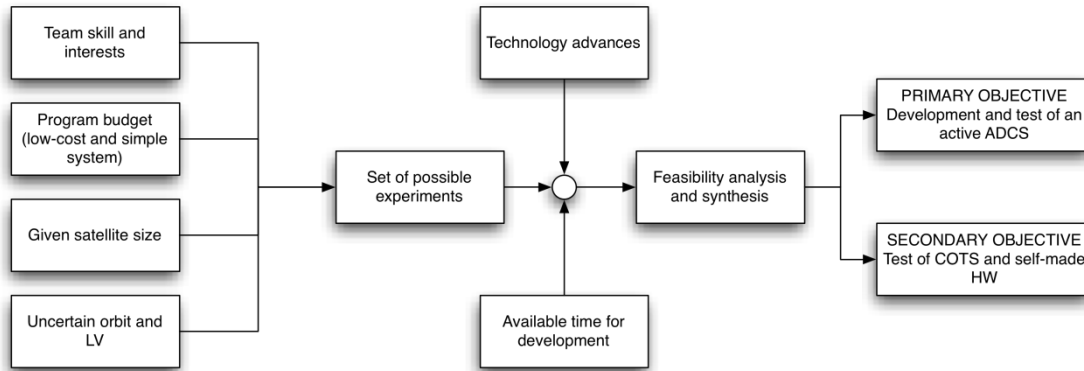 Team skill and
interests
Program budget
(low-cost and simple
system)
Given satellite size
Uncertain orbit and
LV
Set of possible
experiments
Technology advances
Available time for
development
Feasibility analysis
and synthesis
PRIMARY OBJECTIVE
Development and test of an
active ADCS
SECONDARY OBJECTIVE
Test of COTS and self-made
HW